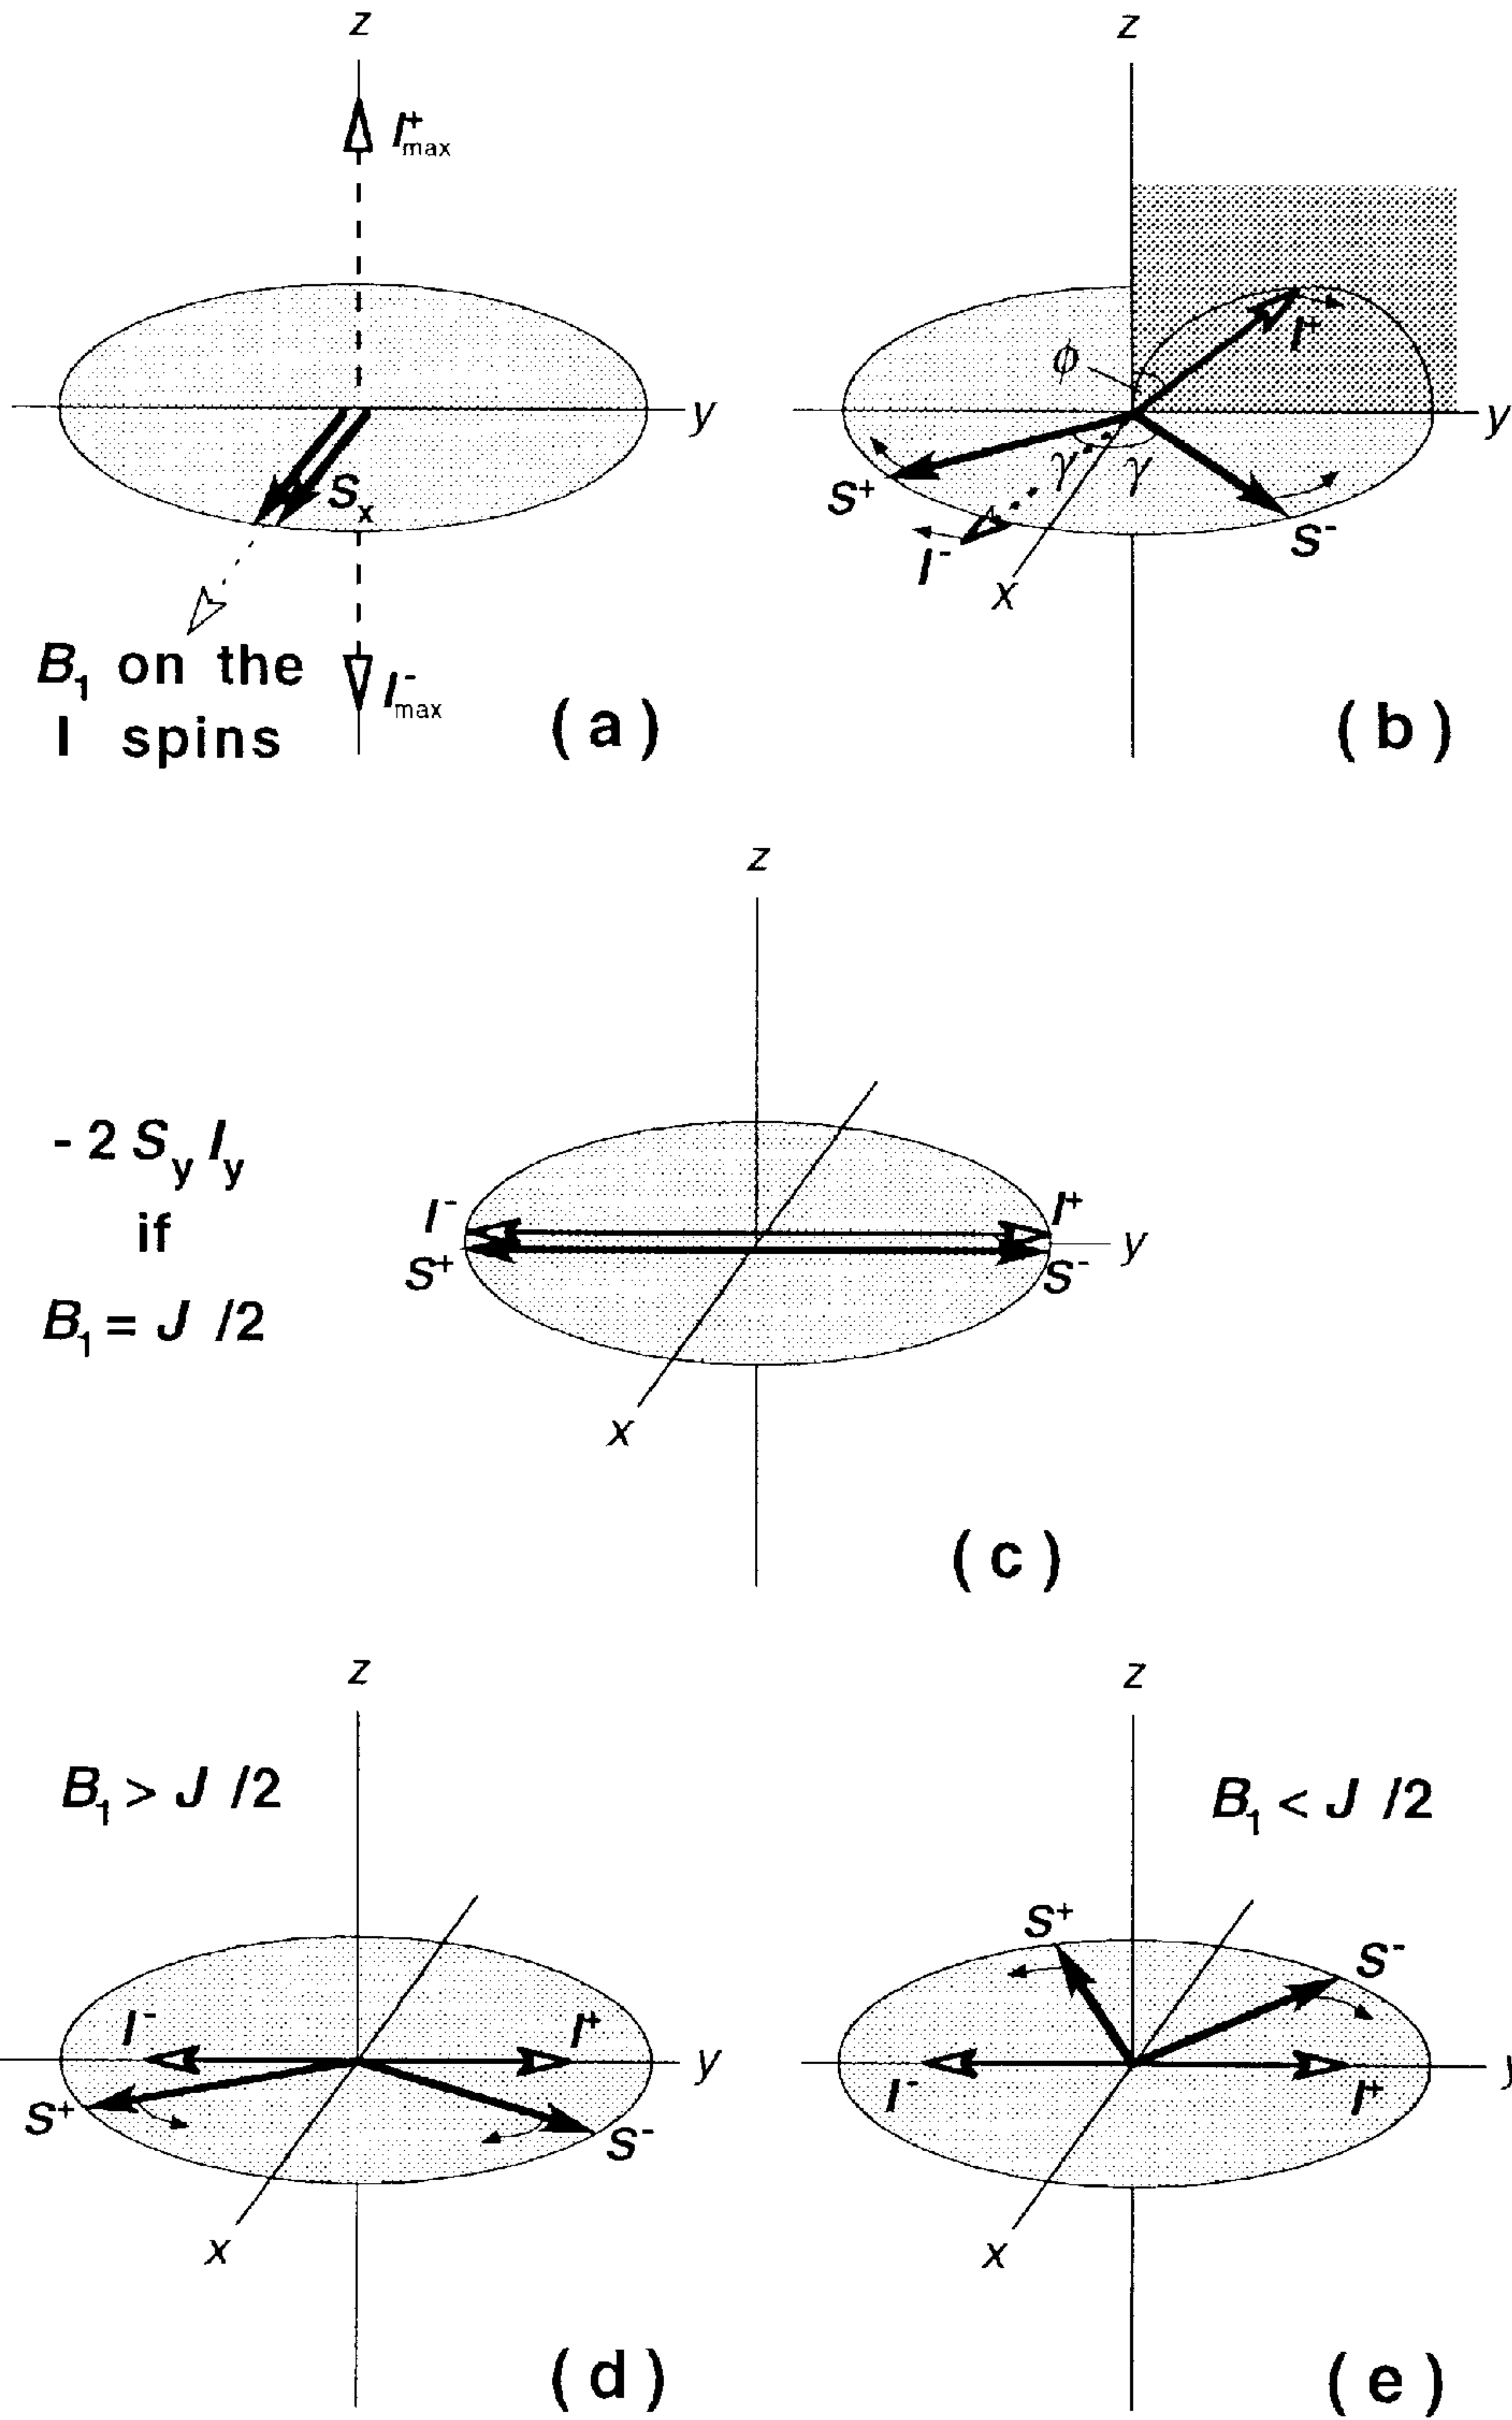 z
I⁺max
y
Sₓ
B₁ on the
I spins
I⁻max
(a)
z
ϕ
I⁺
y
γ
γ
S⁺
S⁻
I⁻
x
(b)
z
- 2 Sy Iy
if
B₁ = J /2
I⁻
I⁺
y
S⁺
S⁻
x
(c)
z
B₁ > J /2
I⁻
I⁺
y
S⁺
S⁻
x
(d)
z
B₁ < J /2
S⁺
S⁻
I⁻
I⁺
y
x
(e)